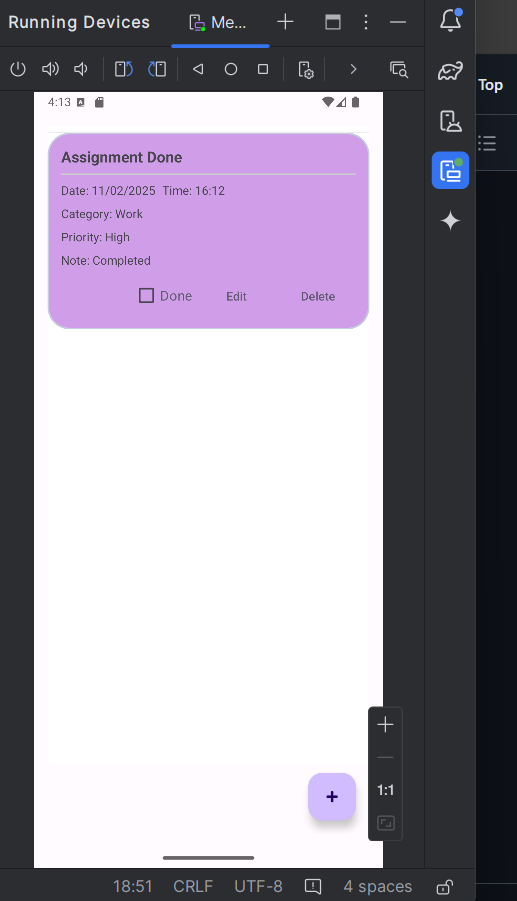 Running Devices Me...
Top
4:13
Assignment Done
Date: 11/02/2025 Time: 16:12
Category: Work
Priority: High
Note: Completed
Done Edit Delete
+
1:1
18:51 CRLF UTF-8 4 spaces